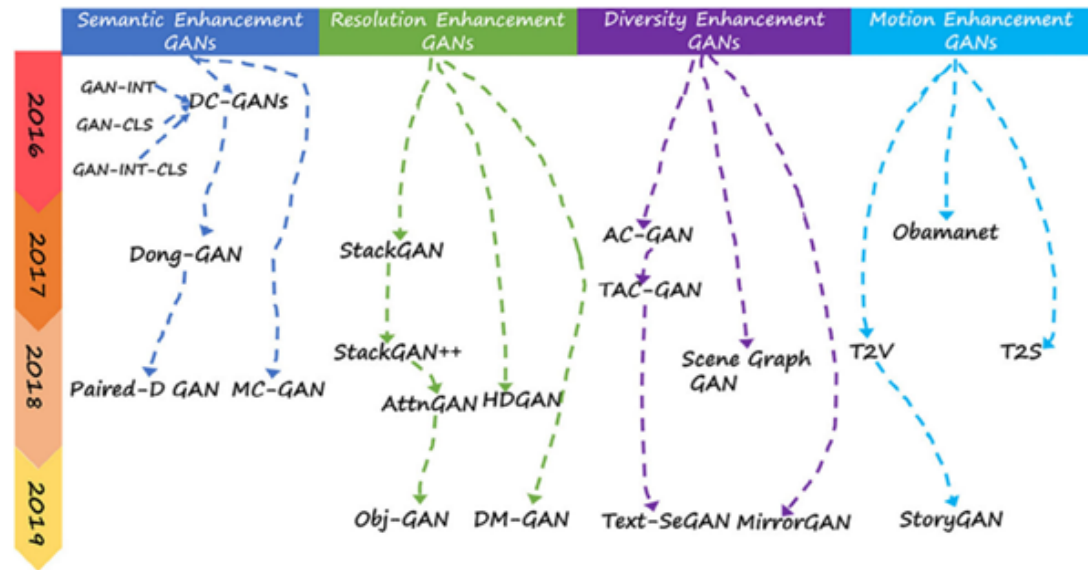 Semantic Enhancement
GANs
Resolution Enhancement
GANs
Diversity Enhancement
GANs
Motion Enhancement
GANs
2016
GAN-INT
DC-GANs
GAN-CLS
GAN-INT-CLS
2017
Dong-GAN
StackGAN
AC-GAN
TAC-GAN
Obamanet
2018
StackGAN++
Scene Graph
GAN
T2V
T2S
Paired-D GAN
MC-GAN
AttnGAN
HDGAN
2019
Obj-GAN
DM-GAN
Text-SeGAN
MirrorGAN
StoryGAN